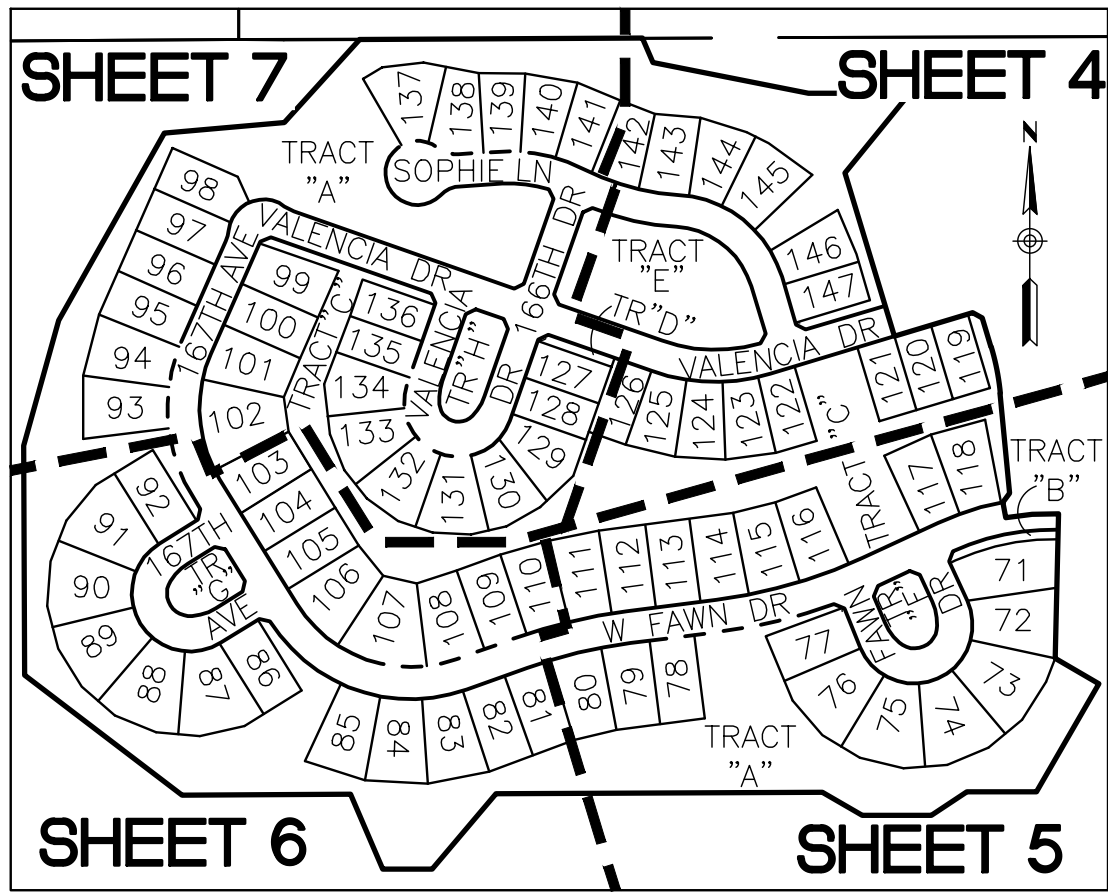 SHEET 7
SHEET 4
N
137
138
139
140
141
142
143
144
145
TRACT
"A"
SOPHIE LN
98
97
96
95
94
93
VALENCIA DR
167TH AVE
166TH DR
TRACT
"E"
TR "D"
146
147
99
100
101
102
TRACT "C"
136
135
134
133
132
131
130
129
128
127
VALENCIA DR
TR "H"
VALENCIA DR
126
125
124
123
122
121
120
119
TRACT "C"
118
117
116
115
114
113
112
111
110
109
108
107
106
105
104
103
TRACT
"B"
92
91
90
89
88
87
86
167TH AVE
TR
"G"
W FAWN DR
FAWN DR
TR
"F"
71
72
73
74
75
76
77
78
79
80
81
82
83
84
85
TRACT
"A"
SHEET 6
SHEET 5